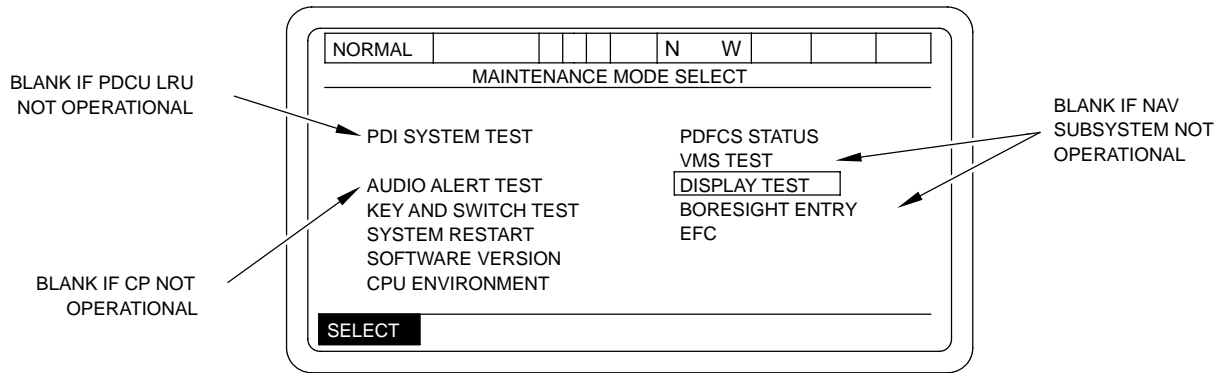 NORMAL N W
MAINTENANCE MODE SELECT
BLANK IF PDCU LRU
NOT OPERATIONAL
PDI SYSTEM TEST
AUDIO ALERT TEST
KEY AND SWITCH TEST
SYSTEM RESTART
SOFTWARE VERSION
CPU ENVIRONMENT
BLANK IF CP NOT
OPERATIONAL
PDFCS STATUS
VMS TEST
DISPLAY TEST
BORESIGHT ENTRY
EFC
BLANK IF NAV
SUBSYSTEM NOT
OPERATIONAL
SELECT